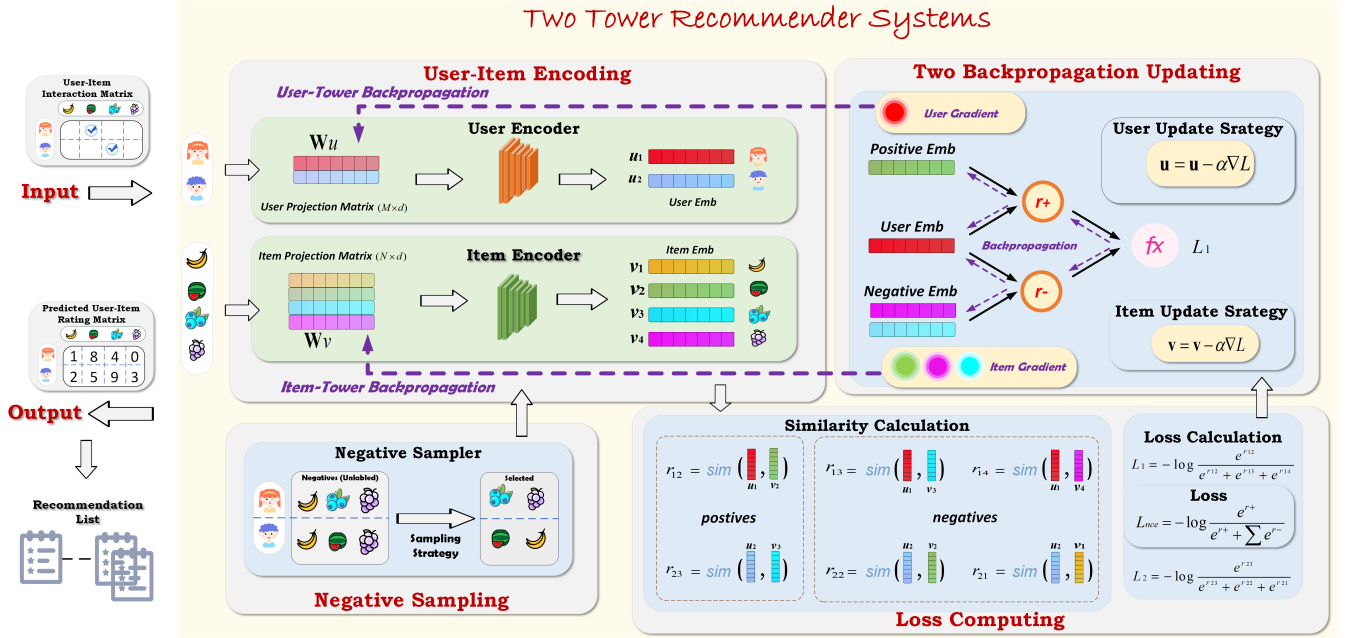 Two Tower Recommender Systems
User-Item
Interaction Matrix
Input
Predicted User-Item
Rating Matrix
1 8 4 0
2 5 9 3
Output
Recommendation
List
User-Item Encoding
User-Tower Backpropagation
User Encoder
Wu
User Projection Matrix (M×d)
u1
u2
User Emb
Item Projection Matrix (N×d)
Item Encoder
Item Emb
Wv
v1
v2
v3
v4
Item-Tower Backpropagation
Two Backpropagation Updating
User Gradient
Positive Emb
User Emb
Negative Emb
r+
r-
Backpropagation
fx
L1
User Update Srategy
u = u − α∇L
Item Update Srategy
v = v − α∇L
Item Gradient
Negative Sampler
Negatives (Unlabled)
Selected
Sampling
Strategy
Negative Sampling
Similarity Calculation
r12 = sim ( , )
u1 v2
r13 = sim ( , )
u1 v3
r14 = sim ( , )
u1 v4
postives
negatives
u2 v3
r23 = sim ( , )
u2 v2
r22 = sim ( , )
u2 v1
r21 = sim ( , )
Loss Computing
Loss Calculation
L1 = − log e^r12 / (e^r12 + e^r13 + e^r14)
Loss
Lnce = − log e^r+ / (e^r+ + ∑ e^r−)
L2 = − log e^r23 / (e^r23 + e^r22 + e^r21)